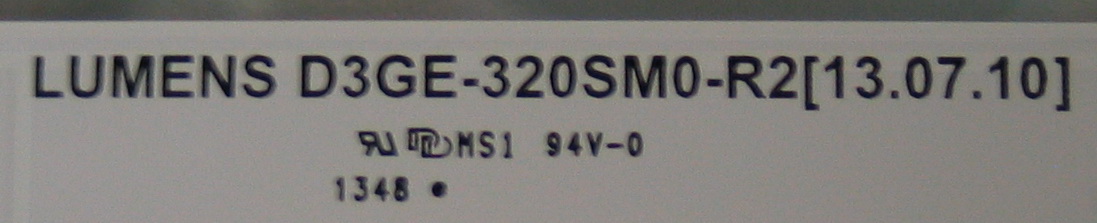 LUMENS D3GE-320SM0-R2[13.07.10]
MS1 94V-0
1348